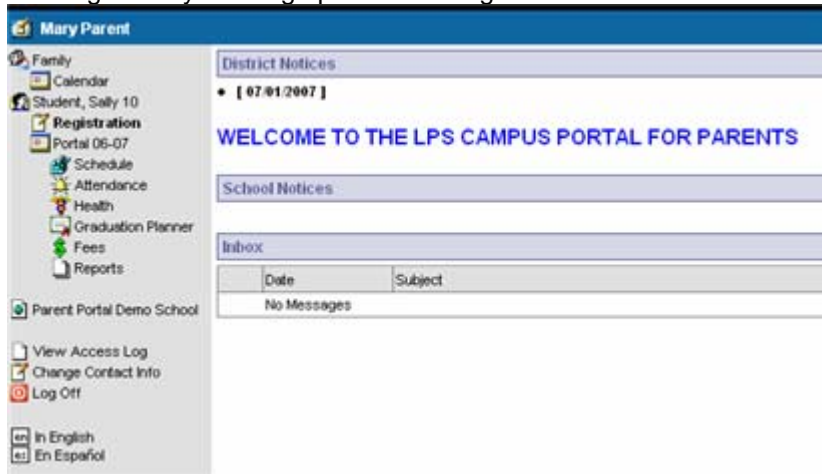 Mary Parent
Family
Calendar
Student, Sally 10
Registration
Portal 06-07
Schedule
Attendance
Health
Graduation Planner
Fees
Reports
Parent Portal Demo School
View Access Log
Change Contact Info
Log Off
en In English
es En Español
District Notices
• [ 07/01/2007 ]
WELCOME TO THE LPS CAMPUS PORTAL FOR PARENTS
School Notices
Inbox
Date Subject
No Messages